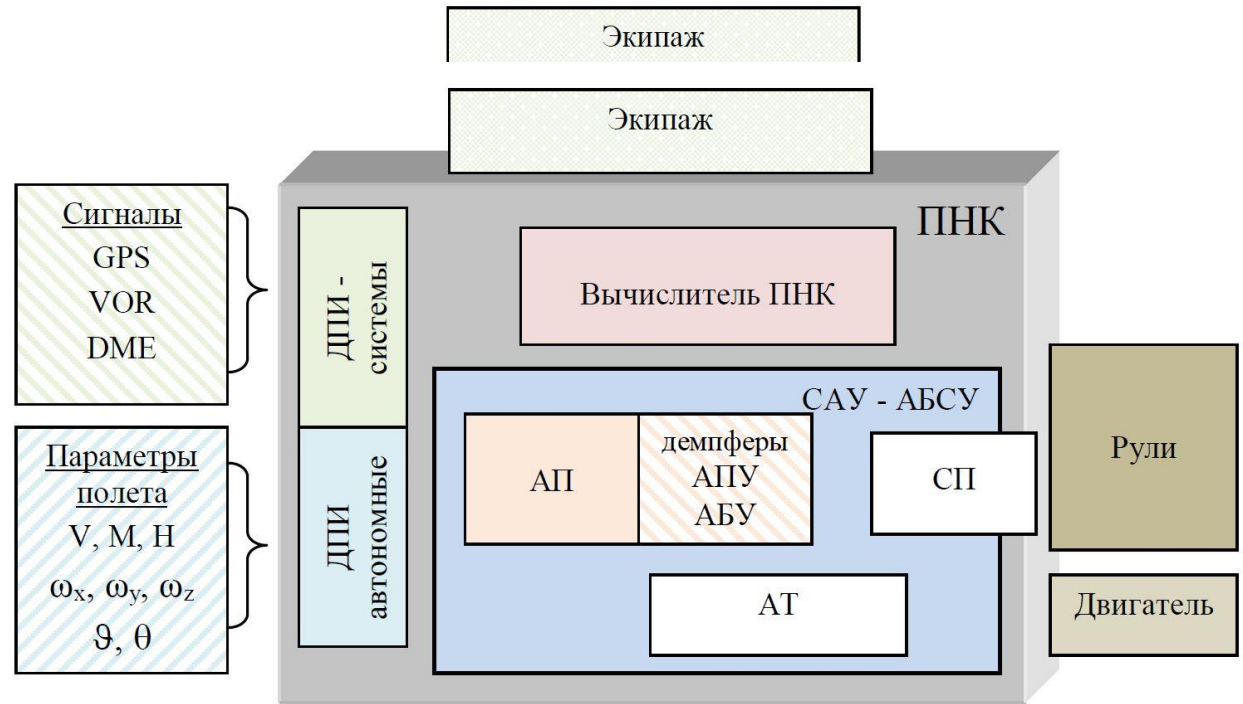 Экипаж
Экипаж
Сигналы
GPS
VOR
DME
Параметры
полета
V, M, H
ωx, ωy, ωz
ϑ, θ
ДПИ -
системы
ДПИ
автономные
ПНК
Вычислитель ПНК
САУ - АБСУ
АП
демпферы
АПУ
АБУ
СП
АТ
Рули
Двигатель